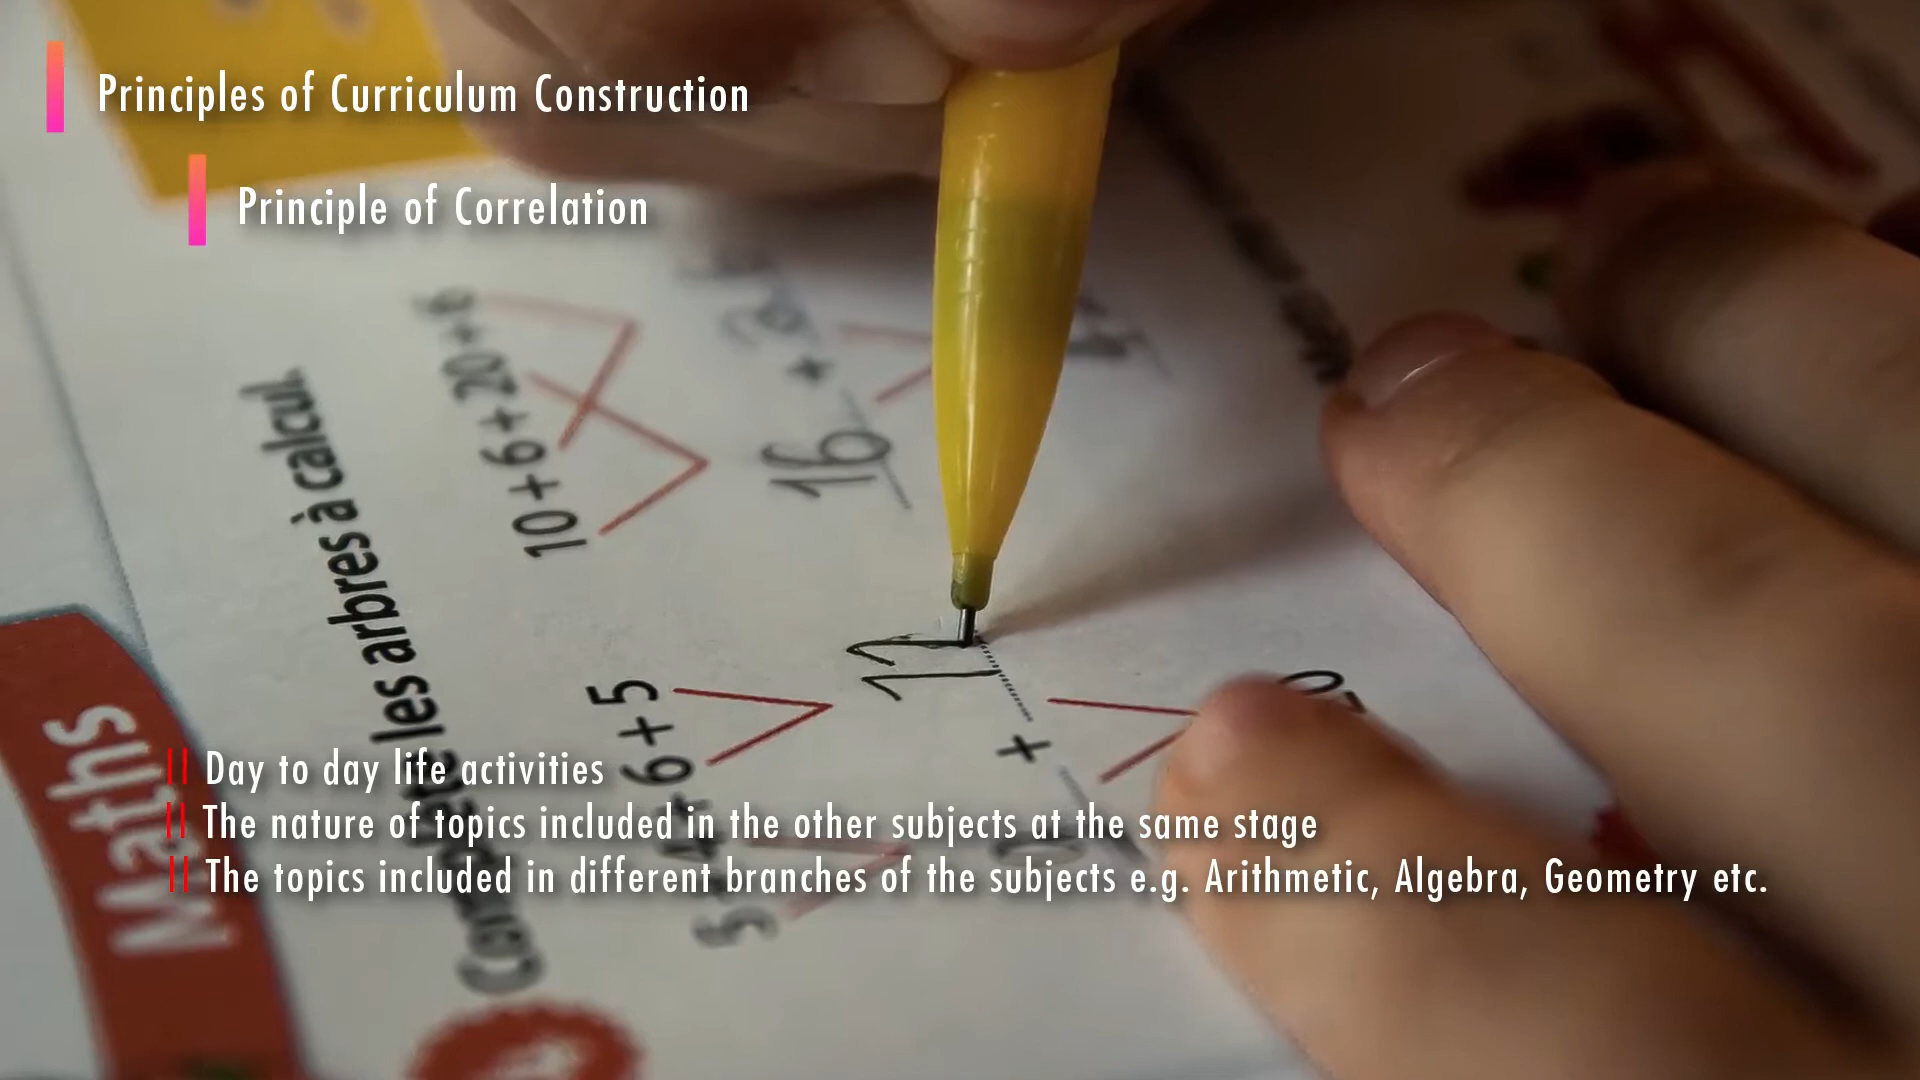 Principles of Curriculum Construction
Principle of Correlation
10 + 6 + 20 + 6
16 +
les arbres à calcul.
6 + 5
11 +
Maths
Day to day life activities
The nature of topics included in the other subjects at the same stage
The topics included in different branches of the subjects e.g. Arithmetic, Algebra, Geometry etc.